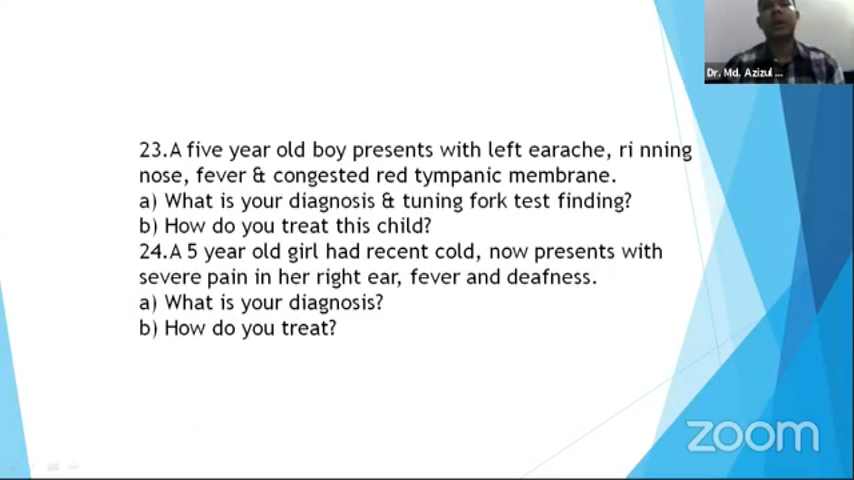 Dr. Md. Azizul ...
23.A five year old boy presents with left earache, ri nning
nose, fever & congested red tympanic membrane.
a) What is your diagnosis & tuning fork test finding?
b) How do you treat this child?
24.A 5 year old girl had recent cold, now presents with
severe pain in her right ear, fever and deafness.
a) What is your diagnosis?
b) How do you treat?
zoom